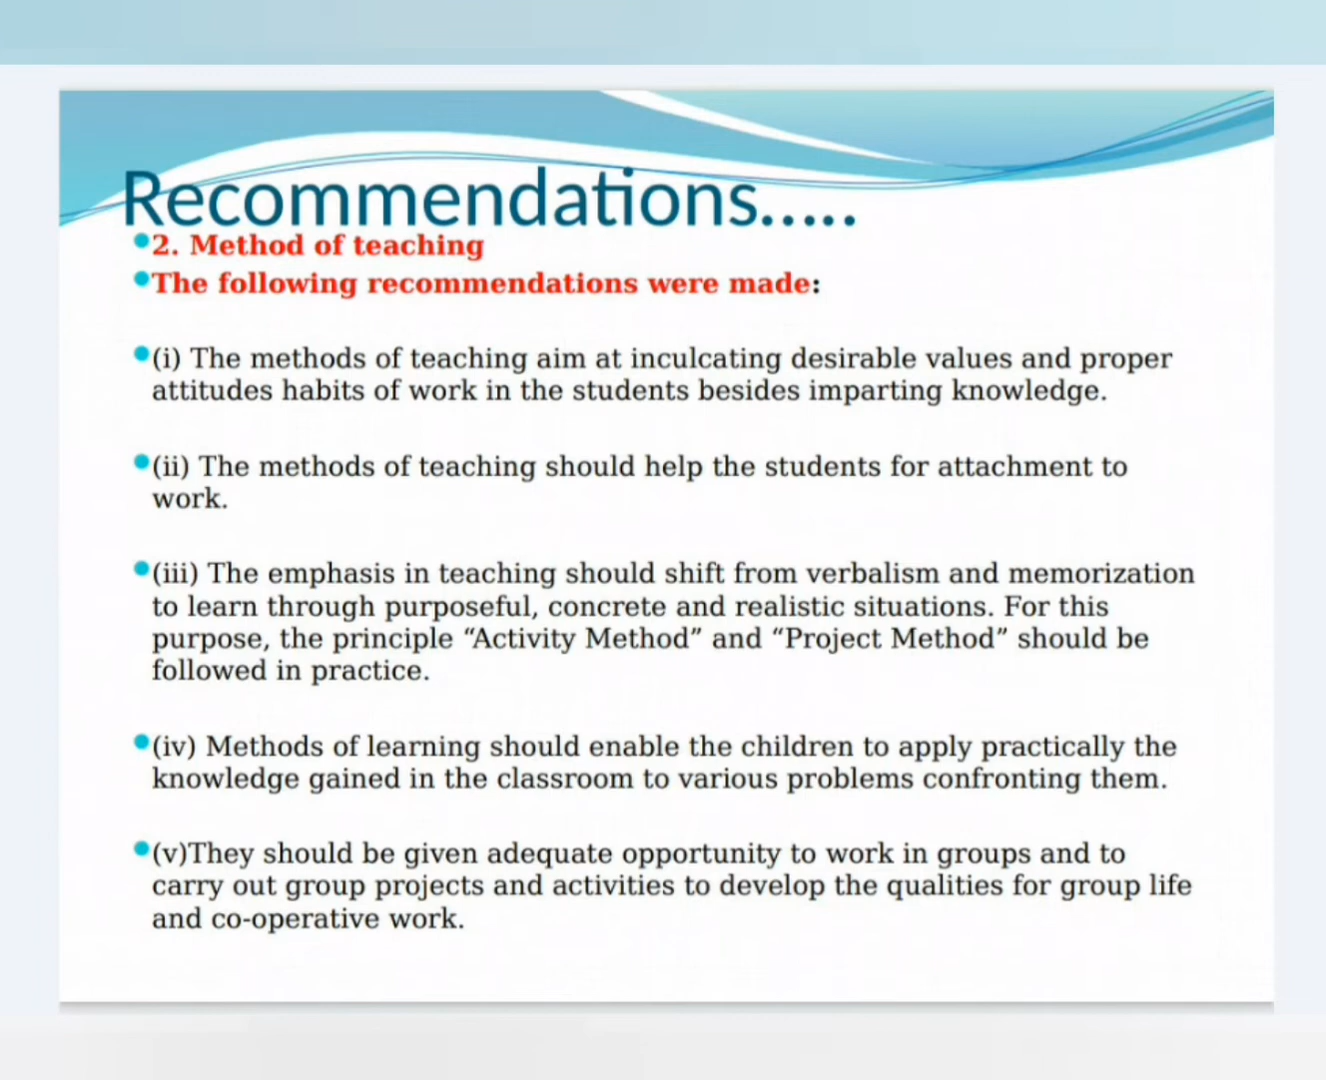 Recommendations.....
•2. Method of teaching
•The following recommendations were made:
•(i) The methods of teaching aim at inculcating desirable values and proper
attitudes habits of work in the students besides imparting knowledge.
•(ii) The methods of teaching should help the students for attachment to
work.
•(iii) The emphasis in teaching should shift from verbalism and memorization
to learn through purposeful, concrete and realistic situations. For this
purpose, the principle “Activity Method” and “Project Method” should be
followed in practice.
•(iv) Methods of learning should enable the children to apply practically the
knowledge gained in the classroom to various problems confronting them.
•(v)They should be given adequate opportunity to work in groups and to
carry out group projects and activities to develop the qualities for group life
and co-operative work.